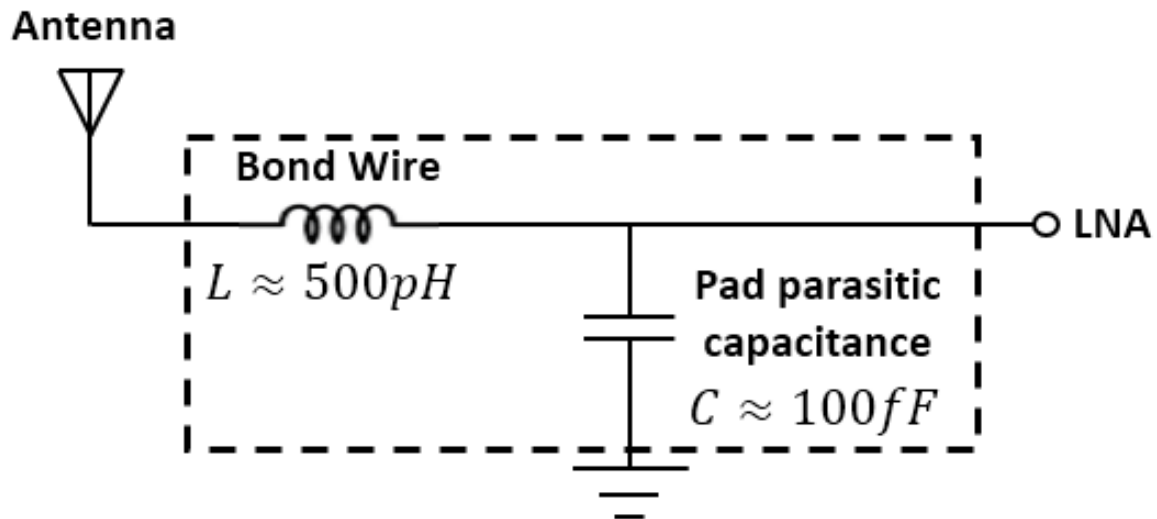 Antenna
Bond Wire
L ≈ 500pH
LNA
Pad parasitic
capacitance
C ≈ 100fF